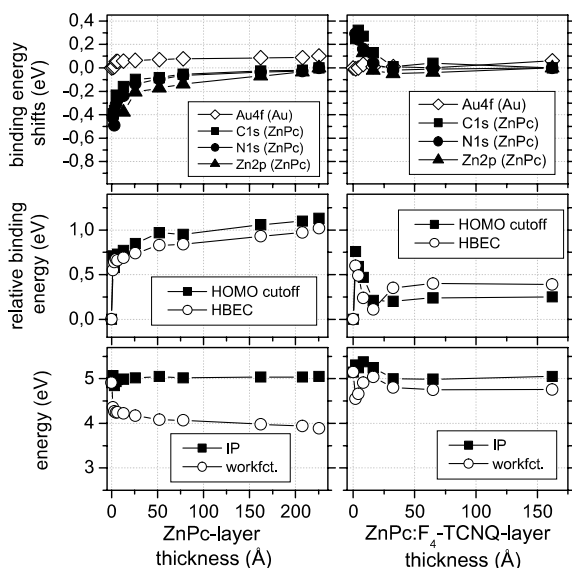 0,4
0,2
0,0
-0,2
-0,4
-0,6
-0,8
binding energy
shifts (eV)
Au4f (Au)
C1s (ZnPc)
N1s (ZnPc)
Zn2p (ZnPc)
Au4f (Au)
C1s (ZnPc)
N1s (ZnPc)
Zn2p (ZnPc)
1,0
0,5
0,0
relative binding
energy (eV)
HOMO cutoff
HBEC
HOMO cutoff
HBEC
5
4
3
energy (eV)
IP
workfct.
IP
workfct.
0 50 100 150 200
0 50 100 150
ZnPc-layer
thickness (Å)
ZnPc:F4-TCNQ-layer
thickness (Å)